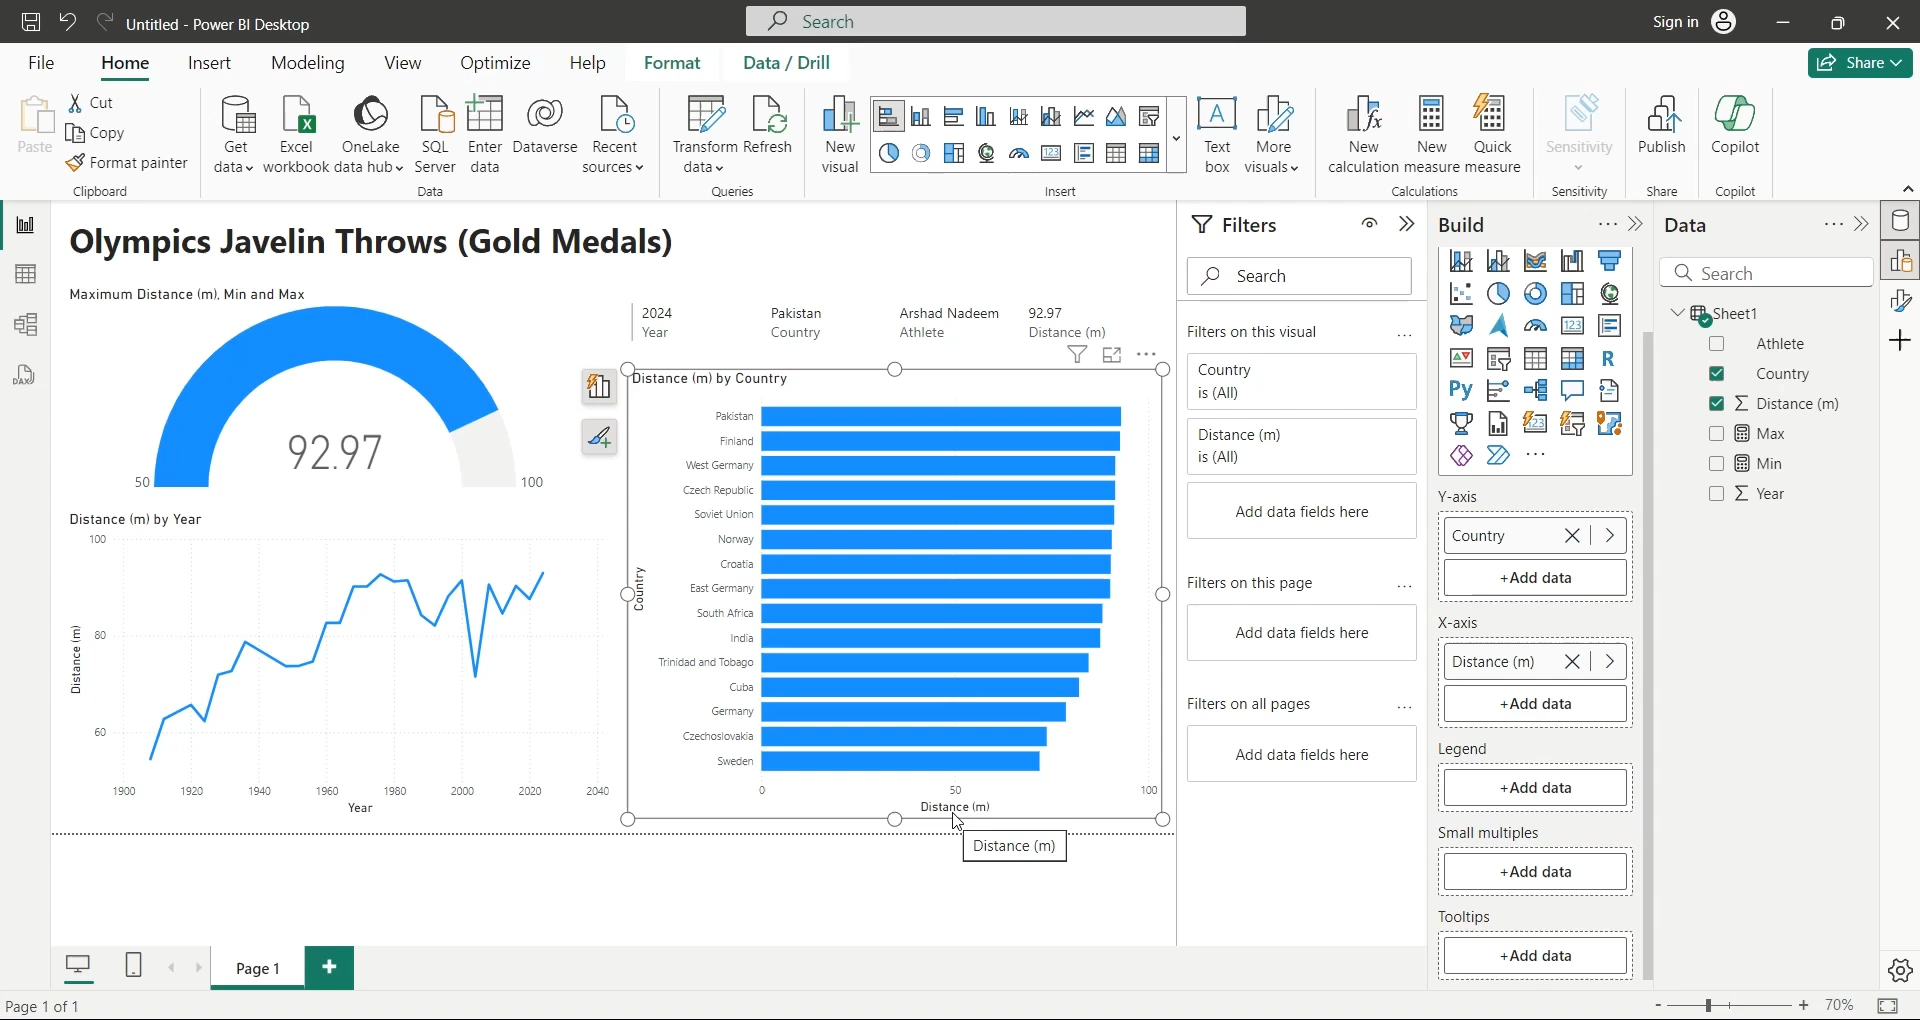 Untitled - Power BI Desktop
Search
Sign in
File
Home
Insert
Modeling
View
Optimize
Help
Format
Data / Drill
Share
Paste
Cut
Copy
Format painter
Clipboard
Get data
Excel workbook
OneLake data hub
SQL Server
Enter data
Dataverse
Recent sources
Data
Transform data
Refresh
Queries
New visual
Text box
More visuals
Insert
New calculation
New measure
Quick measure
Calculations
Sensitivity
Sensitivity
Publish
Share
Copilot
Copilot
Olympics Javelin Throws (Gold Medals)
Maximum Distance (m), Min and Max
92.97
50
100
2024
Year
Pakistan
Country
Arshad Nadeem
Athlete
92.97
Distance (m)
Distance (m) by Year
100
80
60
Distance (m)
1900
1920
1940
1960
1980
2000
2020
2040
Year
Distance (m) by Country
Country
Pakistan
Finland
West Germany
Czech Republic
Soviet Union
Norway
Croatia
East Germany
South Africa
India
Trinidad and Tobago
Cuba
Germany
Czechoslovakia
Sweden
0
50
100
Distance (m)
Distance (m)
Filters
Search
Filters on this visual
Country
is (All)
Distance (m)
is (All)
Add data fields here
Filters on this page
Add data fields here
Filters on all pages
Add data fields here
Build
R
Py
Y-axis
Country
+Add data
X-axis
Distance (m)
+Add data
Legend
+Add data
Small multiples
+Add data
Tooltips
+Add data
Data
Search
Sheet1
Athlete
Country
Distance (m)
Max
Min
Year
DAX
Page 1
Page 1 of 1
70%